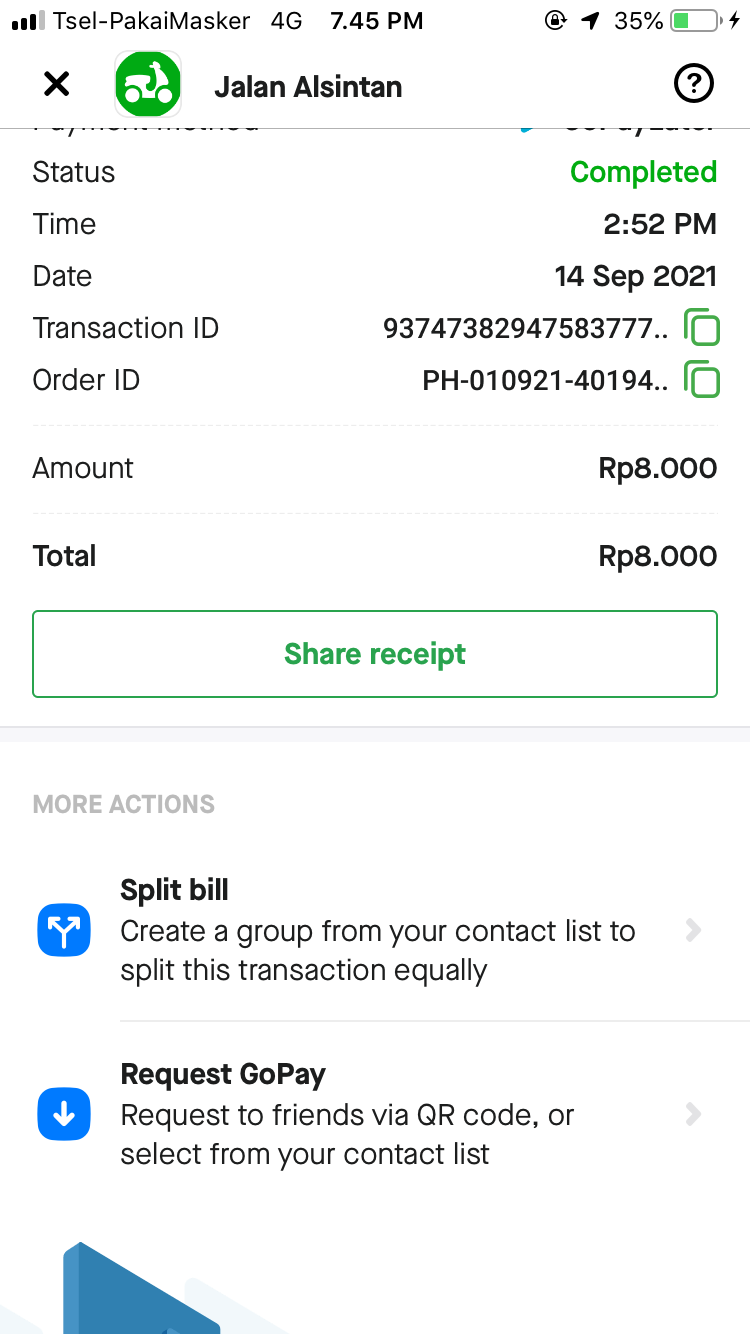 Tsel-PakaiMasker 4G 7.45 PM 35%
Jalan Alsintan
Status Completed
Time 2:52 PM
Date 14 Sep 2021
Transaction ID 93747382947583777..
Order ID PH-010921-40194..
Amount Rp8.000
Total Rp8.000
Share receipt
MORE ACTIONS
Split bill
Create a group from your contact list to
split this transaction equally
Request GoPay
Request to friends via QR code, or
select from your contact list